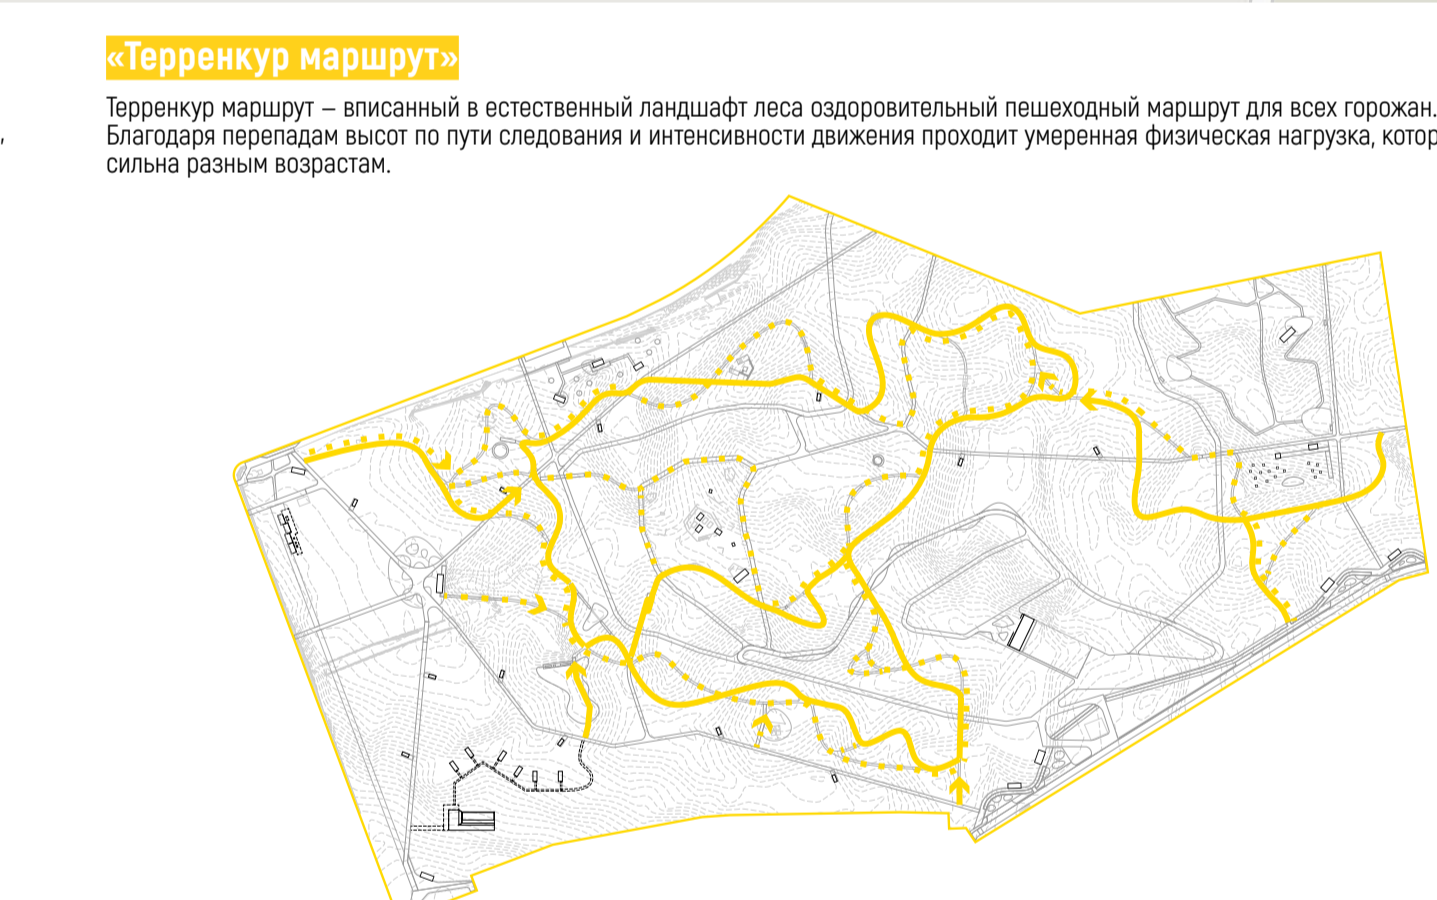 «Терренкур маршрут»
Терренкур маршрут – вписанный в естественный ландшафт леса оздоровительный пешеходный маршрут для всех горожан.
Благодаря перепадам высот по пути следования и интенсивности движения проходит умеренная физическая нагрузка, котор
сильна разным возрастам.